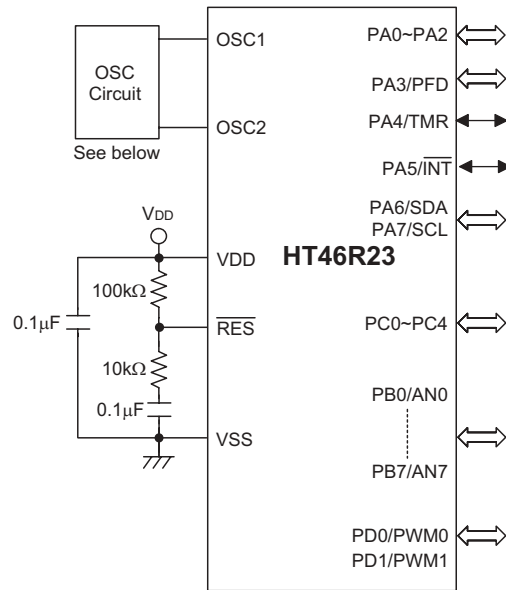 OSC
Circuit
See below
OSC1
OSC2
VDD
VDD
100kΩ
0.1μF
RES
10kΩ
0.1μF
VSS
HT46R23
PA0~PA2
PA3/PFD
PA4/TMR
PA5/INT
PA6/SDA
PA7/SCL
PC0~PC4
PB0/AN0
PB7/AN7
PD0/PWM0
PD1/PWM1